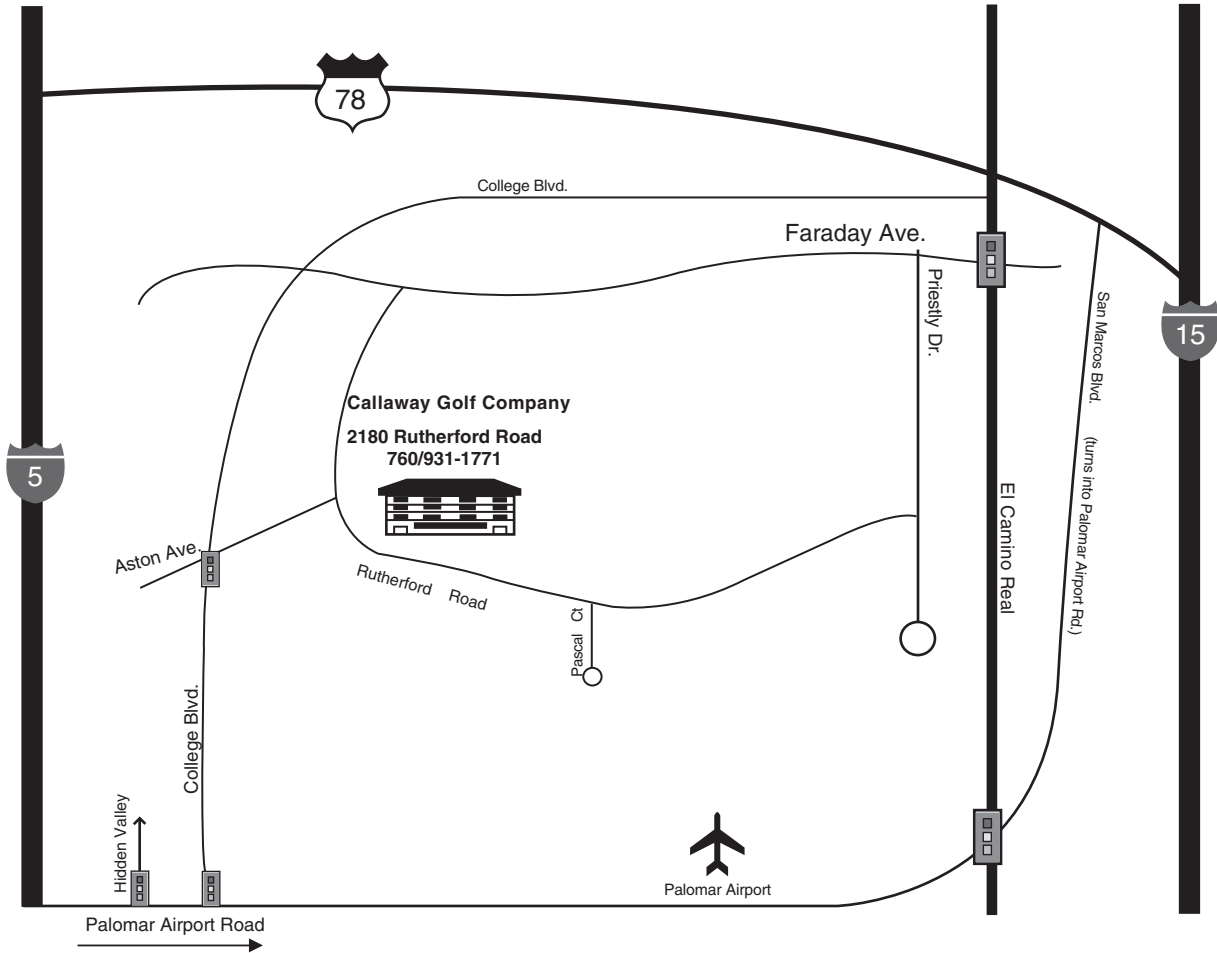 78
College Blvd.
Faraday Ave.
Priestly Dr.
San Marcos Blvd. (turns into Palomar Airport Rd.)
15
Callaway Golf Company
2180 Rutherford Road
760/931-1771
5
El Camino Real
Aston Ave.
Rutherford Road
Pascal Ct
College Blvd.
Hidden Valley
Palomar Airport
Palomar Airport Road